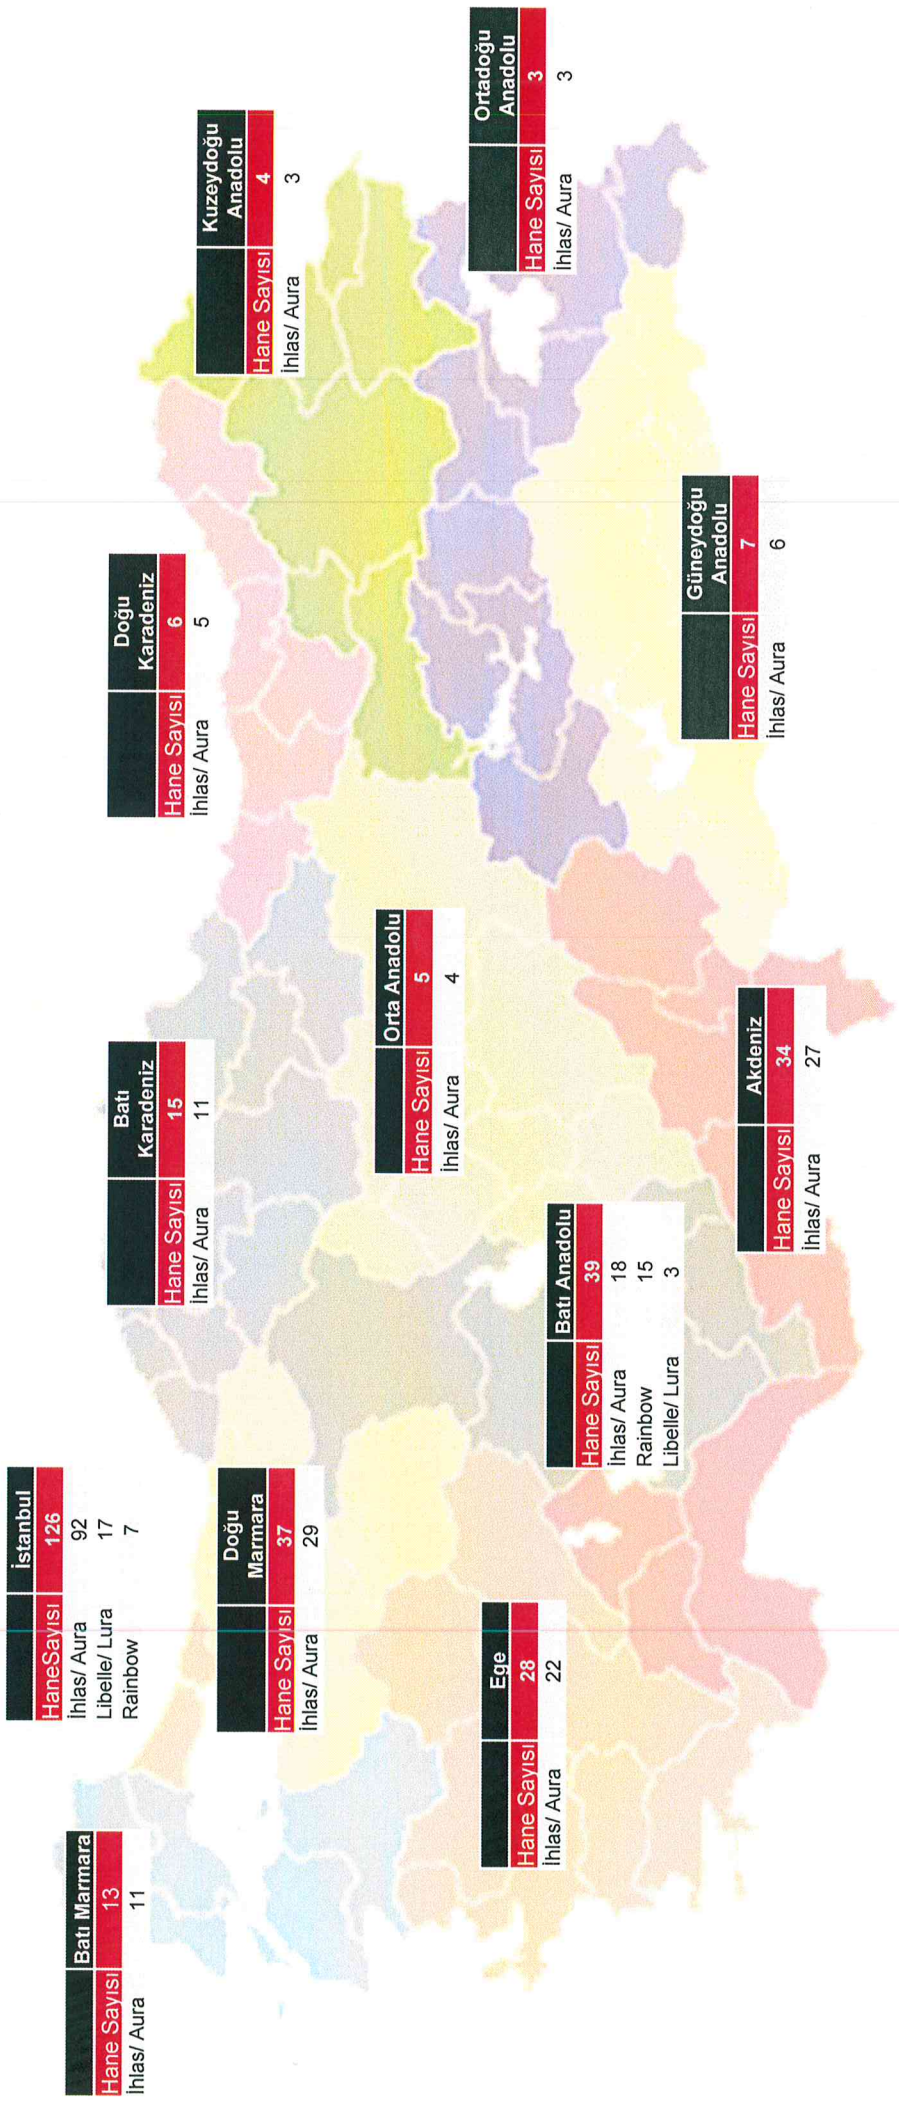 İstanbul
HaneSayısı 126
İhlas/ Aura 92
Libelle/ Lura 17
Rainbow 7
Batı Marmara
Hane Sayısı 13
İhlas/ Aura 11
Doğu
Marmara
Hane Sayısı 37
İhlas/ Aura 29
Batı
Karadeniz
Hane Sayısı 15
İhlas/ Aura 11
Doğu
Karadeniz
Hane Sayısı 6
İhlas/ Aura 5
Kuzeydoğu
Anadolu
Hane Sayısı 4
İhlas/ Aura 3
Orta Anadolu
Hane Sayısı 5
İhlas/ Aura 4
Ortadoğu
Anadolu
Hane Sayısı 3
İhlas/ Aura 3
Ege
Hane Sayısı 28
İhlas/ Aura 22
Batı Anadolu
Hane Sayısı 39
İhlas/ Aura 18
Rainbow 15
Libelle/ Lura 3
Akdeniz
Hane Sayısı 34
İhlas/ Aura 27
Güneydoğu
Anadolu
Hane Sayısı 7
İhlas/ Aura 6